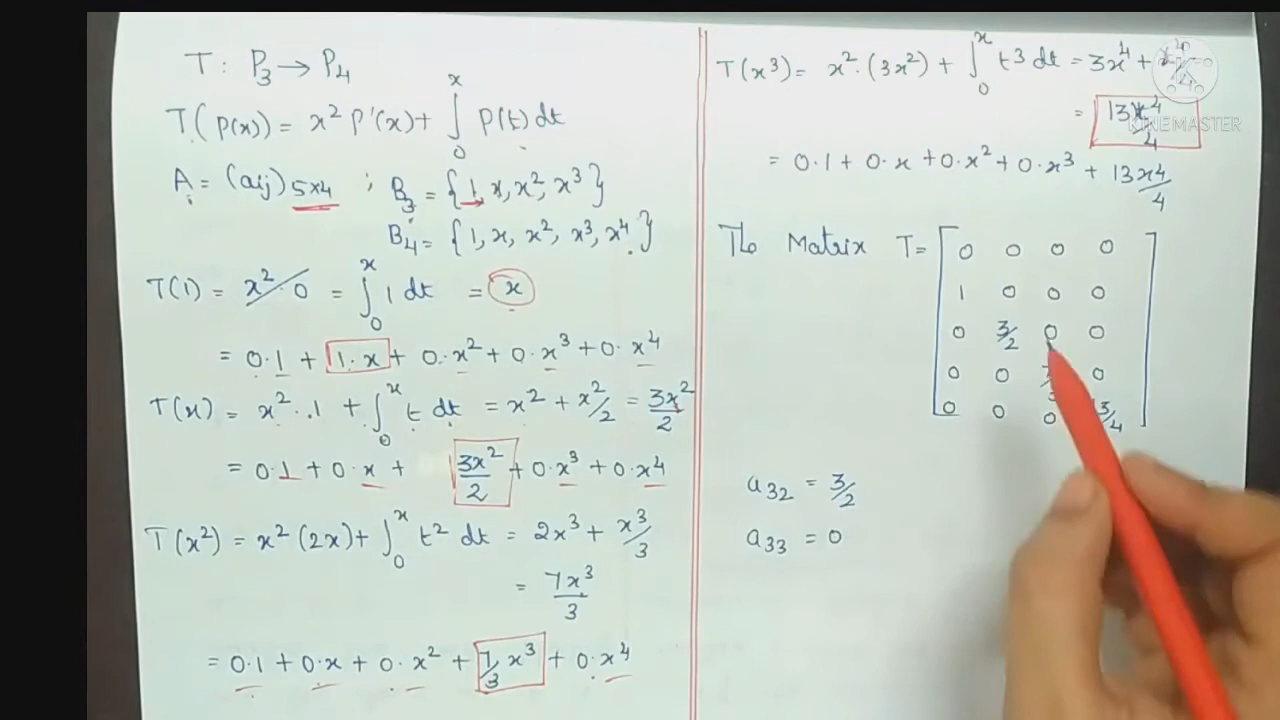 T : P₃ → P₄
T(p(x)) = x² p'(x) + ∫₀ˣ p(t) dt
A = (aij) 5x4 ; B₃ = {1, x, x², x³}
B₄ = {1, x, x², x³, x⁴}
T(1) = x²·0 = ∫₀ˣ 1 dt = x
= 0·1 + 1·x + 0·x² + 0·x³ + 0·x⁴
T(x) = x²·1 + ∫₀ˣ t dt = x² + x²/2 = 3x²/2
= 0·1 + 0·x + 3x²/2 + 0·x³ + 0·x⁴
T(x²) = x²(2x) + ∫₀ˣ t² dt = 2x³ + x³/3
= 7x³/3
= 0·1 + 0·x + 0·x² + 7/3 x³ + 0·x⁴
T(x³) = x²·(3x²) + ∫₀ˣ t³ dt = 3x⁴ +
= 13x⁴/4
KINEMASTER
= 0·1 + 0·x + 0·x² + 0·x³ + 13x⁴/4
The Matrix T = [ 0 0 0 0
1 0 0 0
0 3/2 0 0
0 0 0
0 0 0 3/4 ]
a₃₂ = 3/2
a₃₃ = 0